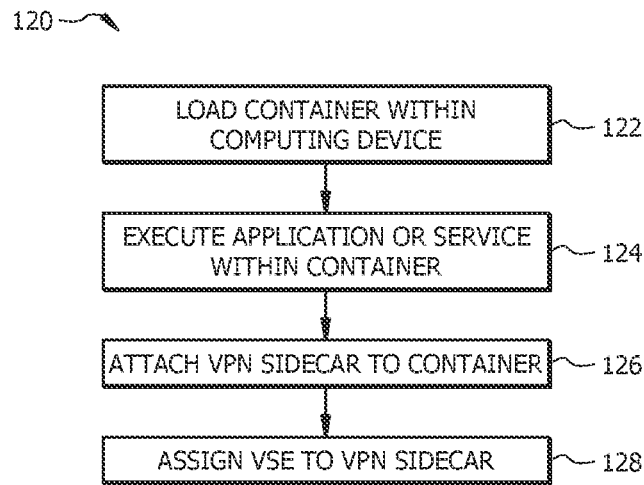 120
LOAD CONTAINER WITHIN
COMPUTING DEVICE
122
EXECUTE APPLICATION OR SERVICE
WITHIN CONTAINER
124
ATTACH VPN SIDECAR TO CONTAINER
126
ASSIGN VSE TO VPN SIDECAR
128